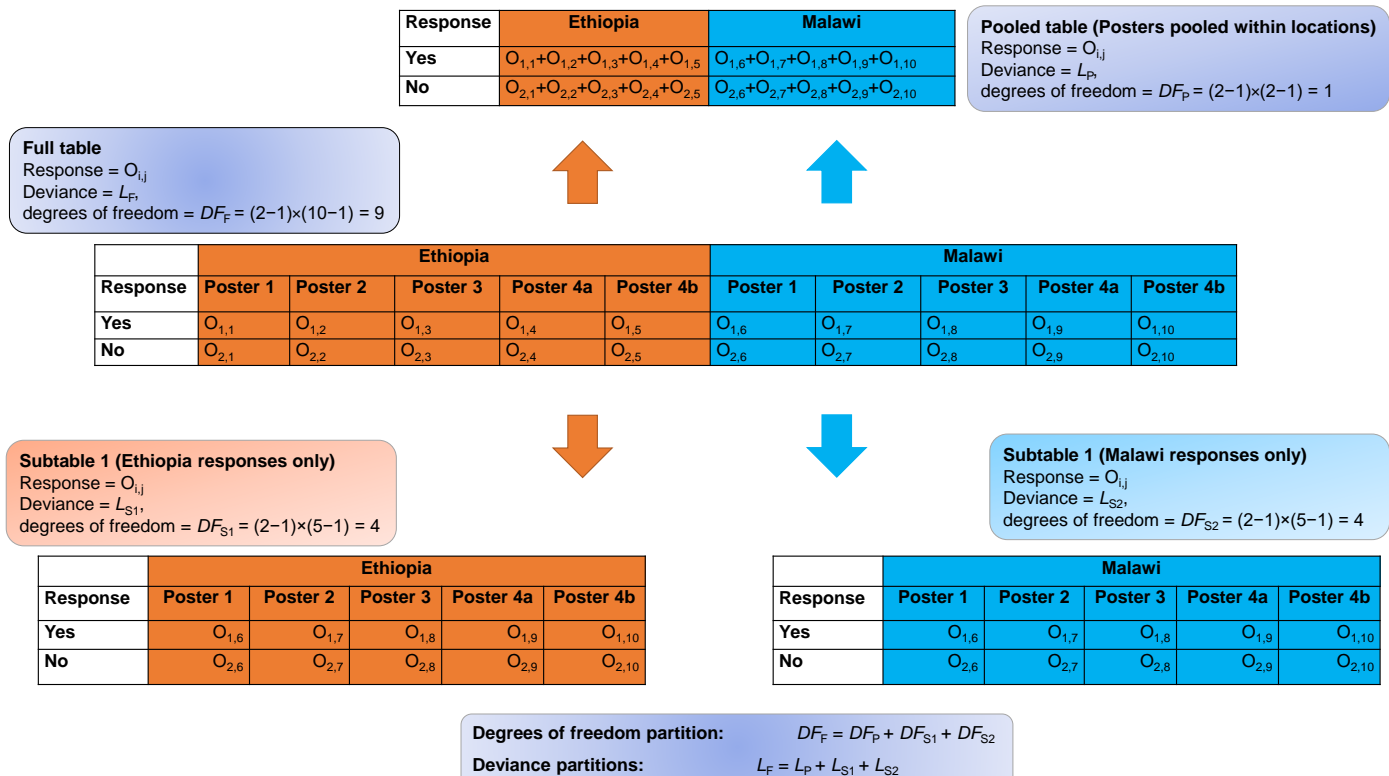 Response Ethiopia Malawi
Yes O1,1+O1,2+O1,3+O1,4+O1,5 O1,6+O1,7+O1,8+O1,9+O1,10
No O2,1+O2,2+O2,3+O2,4+O2,5 O2,6+O2,7+O2,8+O2,9+O2,10
Pooled table (Posters pooled within locations)
Response = Oi,j
Deviance = LP,
degrees of freedom = DFP = (2−1)×(2−1) = 1
Full table
Response = Oi,j
Deviance = LF,
degrees of freedom = DFF = (2−1)×(10−1) = 9
Ethiopia Malawi
Response Poster 1 Poster 2 Poster 3 Poster 4a Poster 4b Poster 1 Poster 2 Poster 3 Poster 4a Poster 4b
Yes O1,1 O1,2 O1,3 O1,4 O1,5 O1,6 O1,7 O1,8 O1,9 O1,10
No O2,1 O2,2 O2,3 O2,4 O2,5 O2,6 O2,7 O2,8 O2,9 O2,10
Subtable 1 (Ethiopia responses only)
Response = Oi,j
Deviance = LS1,
degrees of freedom = DFS1 = (2−1)×(5−1) = 4
Subtable 1 (Malawi responses only)
Response = Oi,j
Deviance = LS2,
degrees of freedom = DFS2 = (2−1)×(5−1) = 4
Ethiopia
Response Poster 1 Poster 2 Poster 3 Poster 4a Poster 4b
Yes O1,6 O1,7 O1,8 O1,9 O1,10
No O2,6 O2,7 O2,8 O2,9 O2,10
Malawi
Response Poster 1 Poster 2 Poster 3 Poster 4a Poster 4b
Yes O1,6 O1,7 O1,8 O1,9 O1,10
No O2,6 O2,7 O2,8 O2,9 O2,10
Degrees of freedom partition: DFF = DFP + DFS1 + DFS2
Deviance partitions: LF = LP + LS1 + LS2